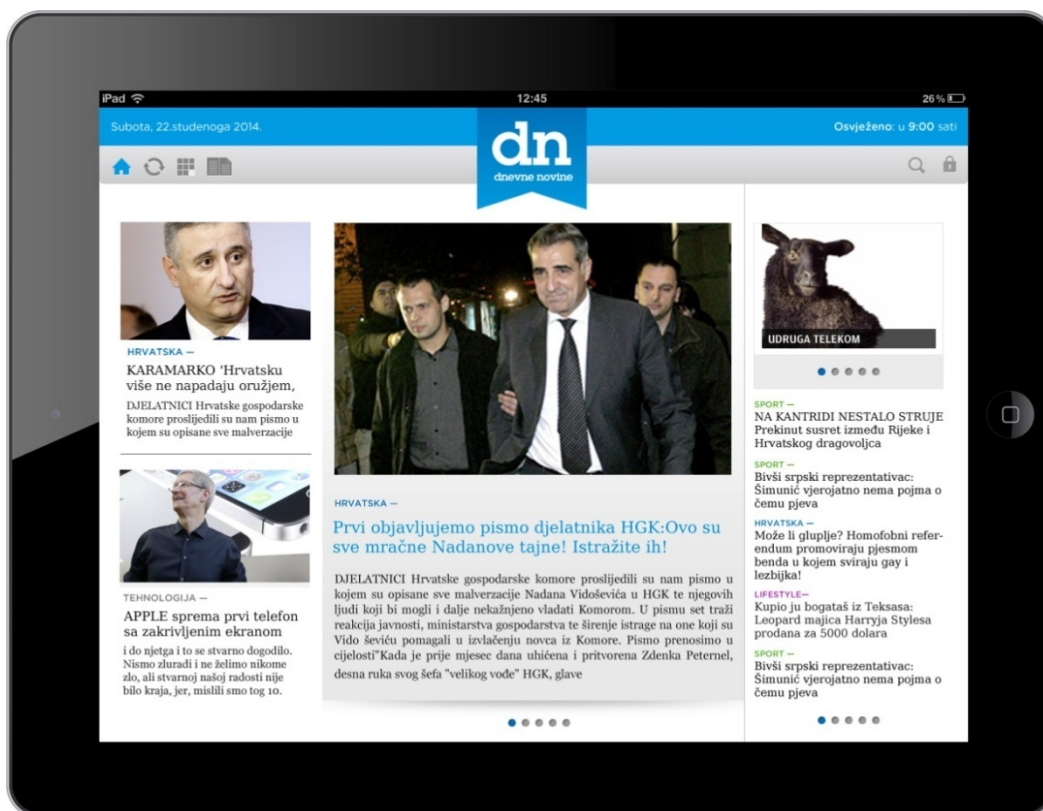 iPad
12:45
26%
Subota, 22.studenoga 2014.
dn
dnevne novine
Osvježeno: u 9:00 sati
HRVATSKA —
KARAMARKO 'Hrvatsku
više ne napadaju oružjem,
DJELATNICI Hrvatske gospodarske
komore proslijedili su nam pismo u
kojem su opisane sve malverzacije
TEHNOLOGIJA —
APPLE sprema prvi telefon
sa zakrivljenim ekranom
i do njetga i to se stvarno dogodilo.
Nismo zluradi i ne želimo nikome
zlo, ali stvarnoj našoj radosti nije
bilo kraja, jer, mislili smo tog 10.
HRVATSKA —
Prvi objavljujemo pismo djelatnika HGK:Ovo su
sve mračne Nadanove tajne! Istražite ih!
DJELATNICI Hrvatske gospodarske komore proslijedili su nam pismo u
kojem su opisane sve malverzacije Nadana Vidoševića u HGK te njegovih
ljudi koji bi mogli i dalje nekažnjeno vladati Komorom. U pismu set traži
reakcija javnosti, ministarstva gospodarstva te širenje istrage na one koji su
Vido ševiću pomagali u izvlačenju novca iz Komore. Pismo prenosimo u
cijelosti"Kada je prije mjesec dana uhićena i pritvorena Zdenka Peternel,
desna ruka svog šefa "velikog vođe" HGK, glave
UDRUGA TELEKOM
SPORT —
NA KANTRIDI NESTALO STRUJE
Prekinut susret između Rijeke i
Hrvatskog dragovoljca
SPORT —
Bivši srpski reprezentativac:
Šimunić vjerojatno nema pojma o
čemu pjeva
HRVATSKA —
Može li gluplje? Homofobni refer-
endum promoviraju pjesmom
benda u kojem sviraju gay i
lezbijka!
LIFESTYLE—
Kupio ju bogataš iz Teksasa:
Leopard majica Harryja Stylesa
prodana za 5000 dolara
SPORT —
Bivši srpski reprezentativac:
Šimunić vjerojatno nema pojma o
čemu pjeva